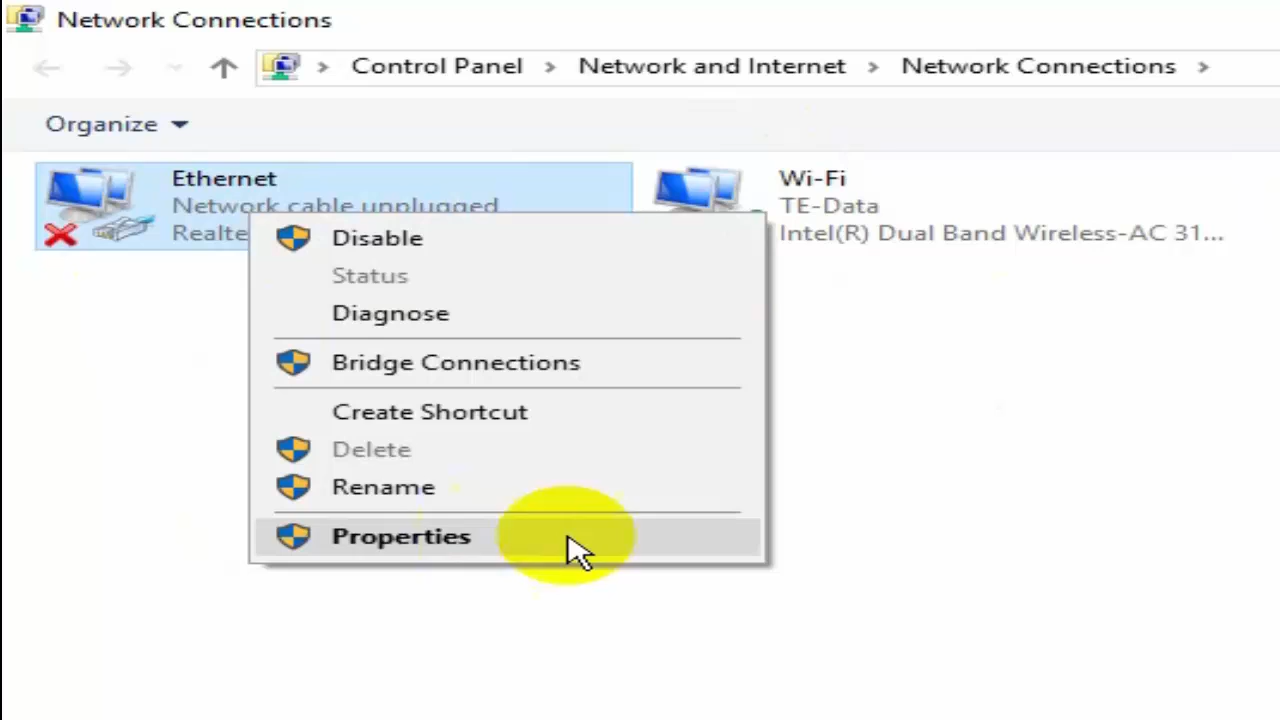 Network Connections
Control Panel > Network and Internet > Network Connections >
Organize
Ethernet
Network cable unplugged
Realte
Wi-Fi
TE-Data
Intel(R) Dual Band Wireless-AC 31...
Disable
Status
Diagnose
Bridge Connections
Create Shortcut
Delete
Rename
Properties